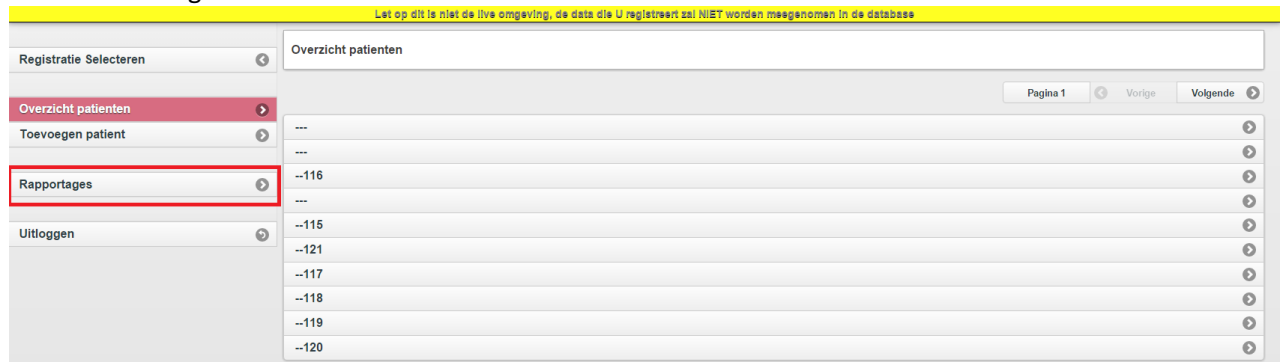 Let op dit is niet de live omgeving, de data die U registreert zal NIET worden meegenomen in de database
Registratie Selecteren
Overzicht patienten
Toevoegen patient
Rapportages
Uitloggen
Overzicht patienten
Pagina 1 Vorige Volgende
---
---
--116
---
--115
--121
--117
--118
--119
--120